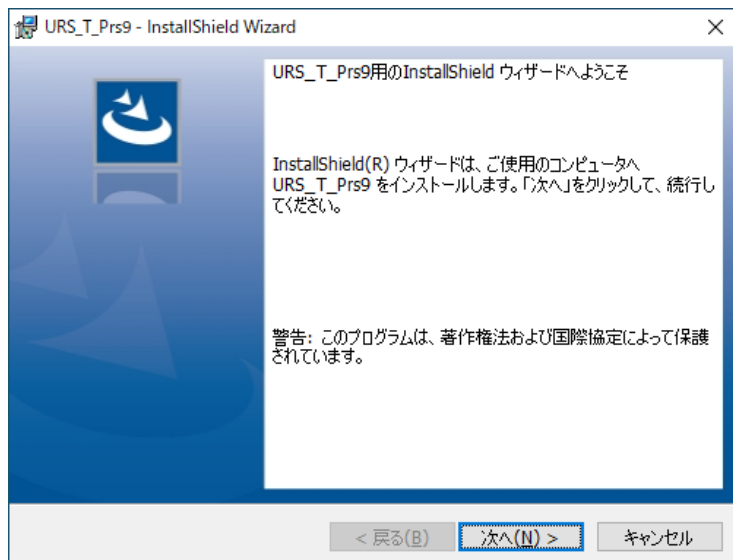 URS_T_Prs9 - InstallShield Wizard
URS_T_Prs9用のInstallShield ウィザードへようこそ
InstallShield(R) ウィザードは、ご使用のコンピュータへ
URS_T_Prs9 をインストールします。「次へ」をクリックして、続行し
てください。
警告: このプログラムは、著作権法および国際協定によって保護
されています。
< 戻る(B)
次へ(N) >
キャンセル